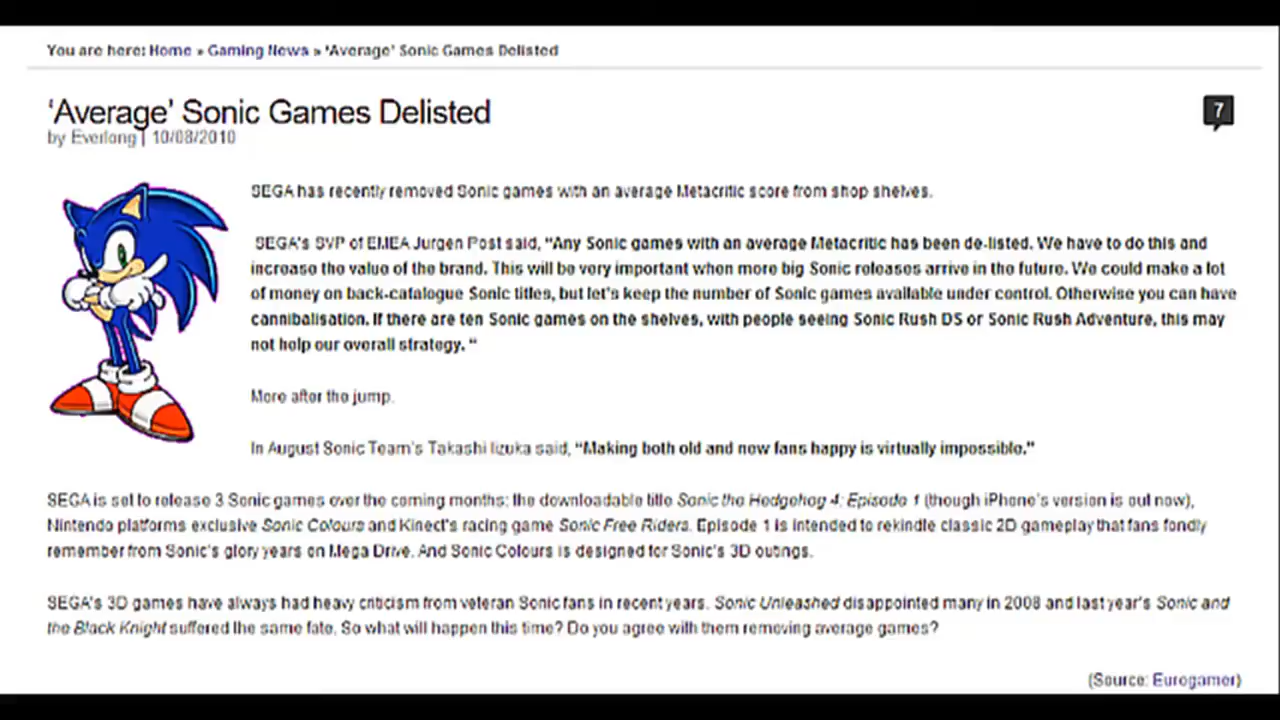 You are here: Home » Gaming News » 'Average' Sonic Games Delisted
'Average' Sonic Games Delisted
7
by Everlong | 10/08/2010
SEGA has recently removed Sonic games with an average Metacritic score from shop shelves.
SEGA's SVP of EMEA Jurgen Post said, "Any Sonic games with an average Metacritic has been de-listed. We have to do this and
increase the value of the brand. This will be very important when more big Sonic releases arrive in the future. We could make a lot
of money on back-catalogue Sonic titles, but let's keep the number of Sonic games available under control. Otherwise you can have
cannibalisation. If there are ten Sonic games on the shelves, with people seeing Sonic Rush DS or Sonic Rush Adventure, this may
not help our overall strategy. "
More after the jump.
In August Sonic Team's Takashi Iizuka said, "Making both old and new fans happy is virtually impossible."
SEGA is set to release 3 Sonic games over the coming months: the downloadable title Sonic the Hedgehog 4: Episode 1 (though iPhone's version is out now),
Nintendo platforms exclusive Sonic Colours and Kinect's racing game Sonic Free Riders. Episode 1 is intended to rekindle classic 2D gameplay that fans fondly
remember from Sonic's glory years on Mega Drive. And Sonic Colours is designed for Sonic's 3D outings.
SEGA's 3D games have always had heavy criticism from veteran Sonic fans in recent years. Sonic Unleashed disappointed many in 2008 and last year's Sonic and
the Black Knight suffered the same fate. So what will happen this time? Do you agree with them removing average games?
(Source: Eurogamer)